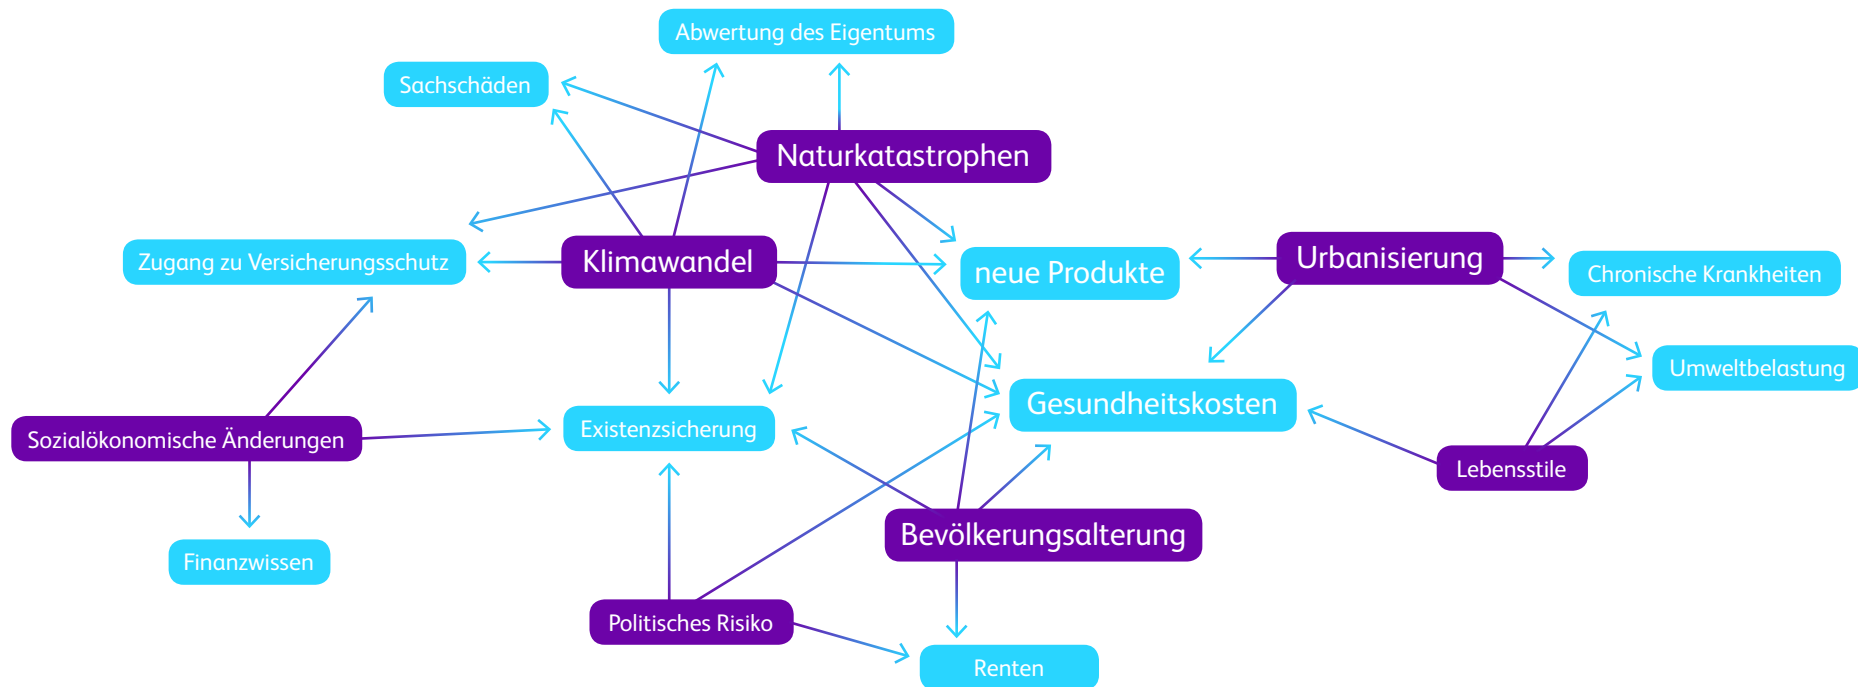 Abwertung des Eigentums
Sachschäden
Naturkatastrophen
Zugang zu Versicherungsschutz
Klimawandel
neue Produkte
Urbanisierung
Chronische Krankheiten
Umweltbelastung
Gesundheitskosten
Existenzsicherung
Sozialökonomische Änderungen
Lebensstile
Bevölkerungsalterung
Finanzwissen
Politisches Risiko
Renten